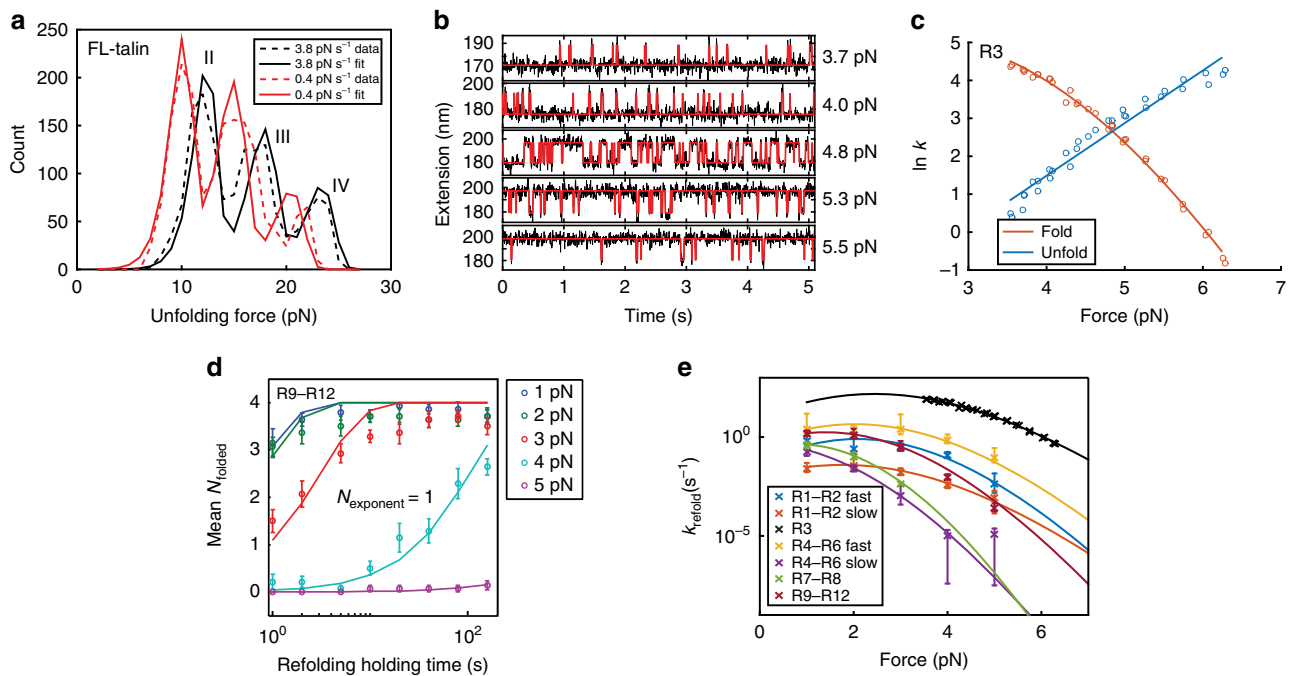 a
FL-talin
II
III
IV
3.8 pN s⁻¹ data
3.8 pN s⁻¹ fit
0.4 pN s⁻¹ data
0.4 pN s⁻¹ fit
250
200
150
100
50
0
0 10 20 30
Count
Unfolding force (pN)
b
190
170
180
200
180
200
180
200
180
3.7 pN
4.0 pN
4.8 pN
5.3 pN
5.5 pN
Extension (nm)
0 1 2 3 4 5
Time (s)
c
R3
5
4
3
2
1
0
−1
ln k
Fold
Unfold
3 4 5 6 7
Force (pN)
d
R9–R12
4
3
2
1
0
Mean Nfolded
Nexponent = 1
1 pN
2 pN
3 pN
4 pN
5 pN
10⁰ 10²
Refolding holding time (s)
e
10⁰
10⁻⁵
krefold(s⁻¹)
R1–R2 fast
R1–R2 slow
R3
R4–R6 fast
R4–R6 slow
R7–R8
R9–R12
0 2 4 6
Force (pN)